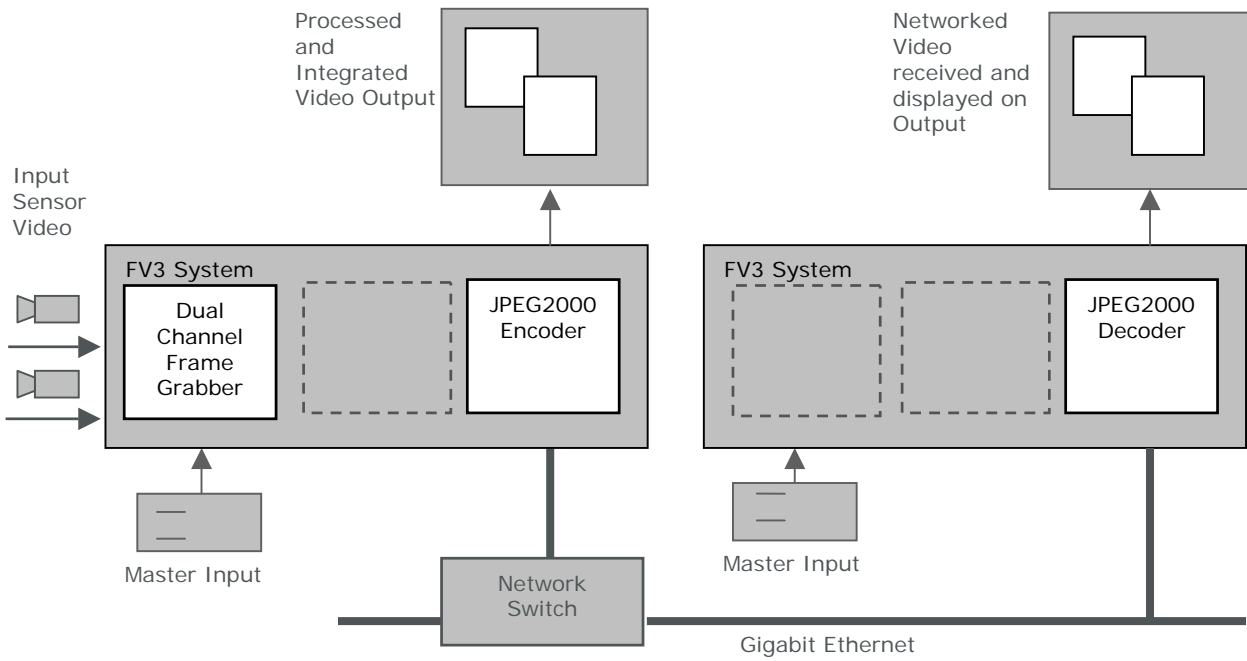 Processed
and
Integrated
Video Output
Networked
Video
received and
displayed on
Output
Input
Sensor
Video
FV3 System
Dual
Channel
Frame
Grabber
JPEG2000
Encoder
FV3 System
JPEG2000
Decoder
Master Input
Master Input
Network
Switch
Gigabit Ethernet